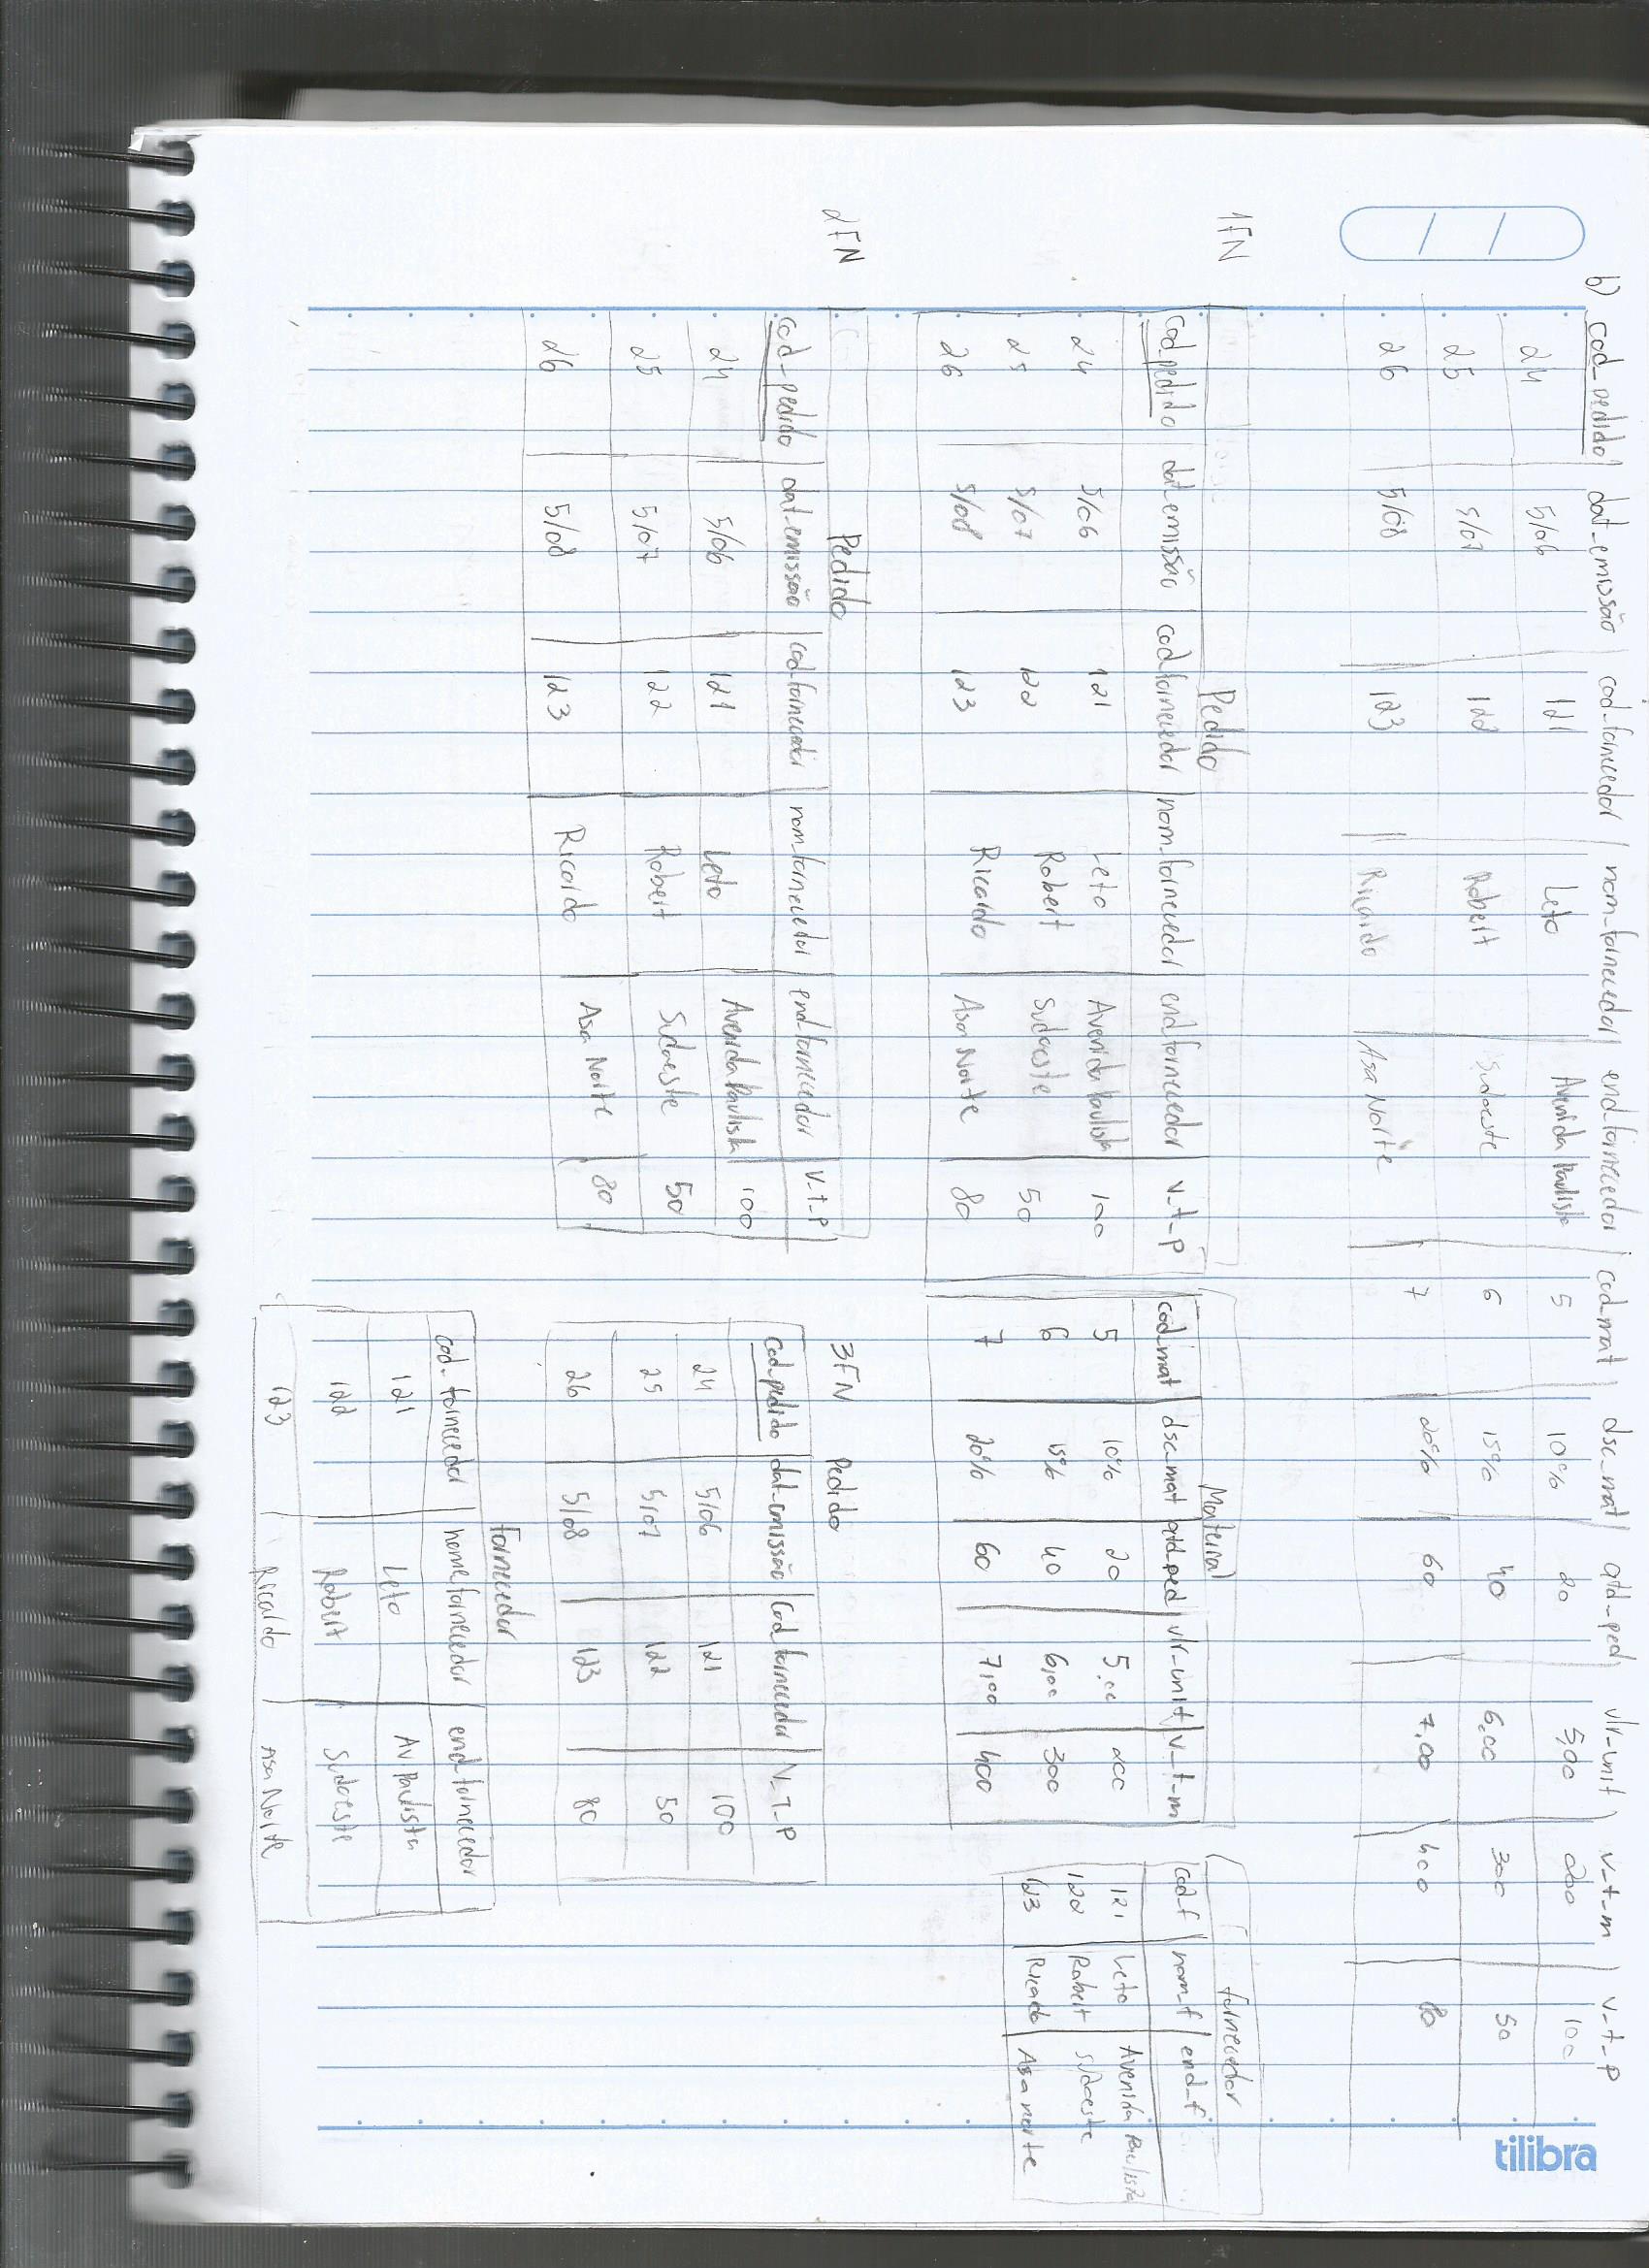 b) cod_pedido dat_emissão cod_fornecedor nom_fornecedor end_fornecedor cod_mat dsc_mat qtd_ped vlr_unit v_t_m v_t_p
24 5/06 121 Leto Avenida Paulista 5 10% 20 5,00 200 100
25 5/07 122 Robert Sudoeste 6 15% 40 6,00 300 50
26 5/08 123 Ricardo Asa Norte 7 20% 60 7,00 400 80
1FN
Pedido
cod_pedido dat_emissão cod_fornecedor nom_fornecedor end_fornecedor v_t_p
24 5/06 121 Leto Avenida Paulista 100
25 5/07 122 Robert Sudoeste 50
26 5/08 123 Ricardo Asa Norte 80
Material
cod_mat dsc_mat qtd_ped vlr_unit v_t_m
5 10% 20 5,00 200
6 15% 40 6,00 300
7 20% 60 7,00 400
fornecedor
cod_f nom_f end_f
121 Leto Avenida Paulista
122 Robert Sudoeste
123 Ricado Asa norte
2FN
Pedido
cod_pedido dat_emissão cod_fornecedor nom_fornecedor end_fornecedor v_t_p
24 5/06 121 Leto Avenida Paulista 100
25 5/07 122 Robert Sudoeste 50
26 5/08 123 Ricardo Asa Norte 80
3FN Pedido
cod_pedido dat_emissão cod_fornecedor v_t_p
24 5/06 121 100
25 5/07 122 50
26 5/08 123 80
fornecedor
cod_fornecedor nome_fornecedor end_fornecedor
121 Leto Av Paulista
122 Robert Sudoeste
123 Ricardo Asa Norte
tilibra